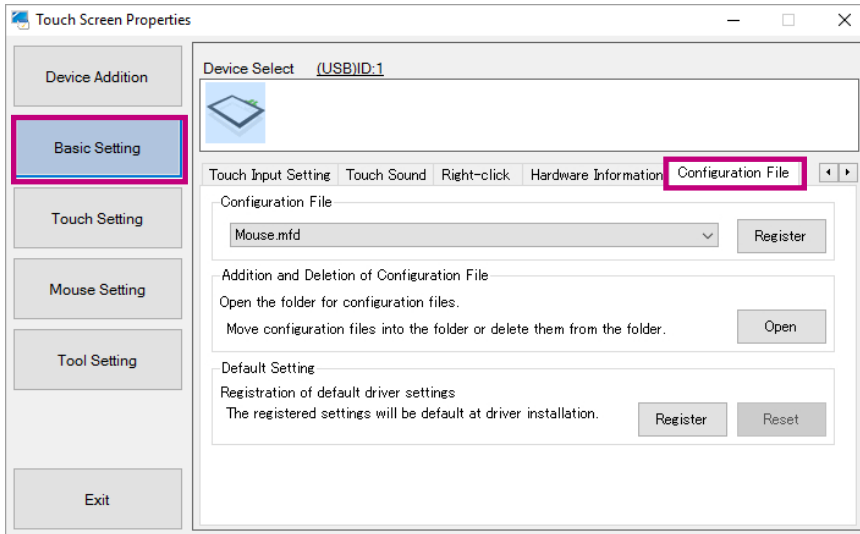 Touch Screen Properties
Device Addition
Basic Setting
Touch Setting
Mouse Setting
Tool Setting
Exit
Device Select (USB)ID:1
Touch Input Setting Touch Sound Right-click Hardware Information Configuration File
Configuration File
Mouse.mfd
Register
Addition and Deletion of Configuration File
Open the folder for configuration files.
Move configuration files into the folder or delete them from the folder.
Open
Default Setting
Registration of default driver settings
The registered settings will be default at driver installation.
Register
Reset